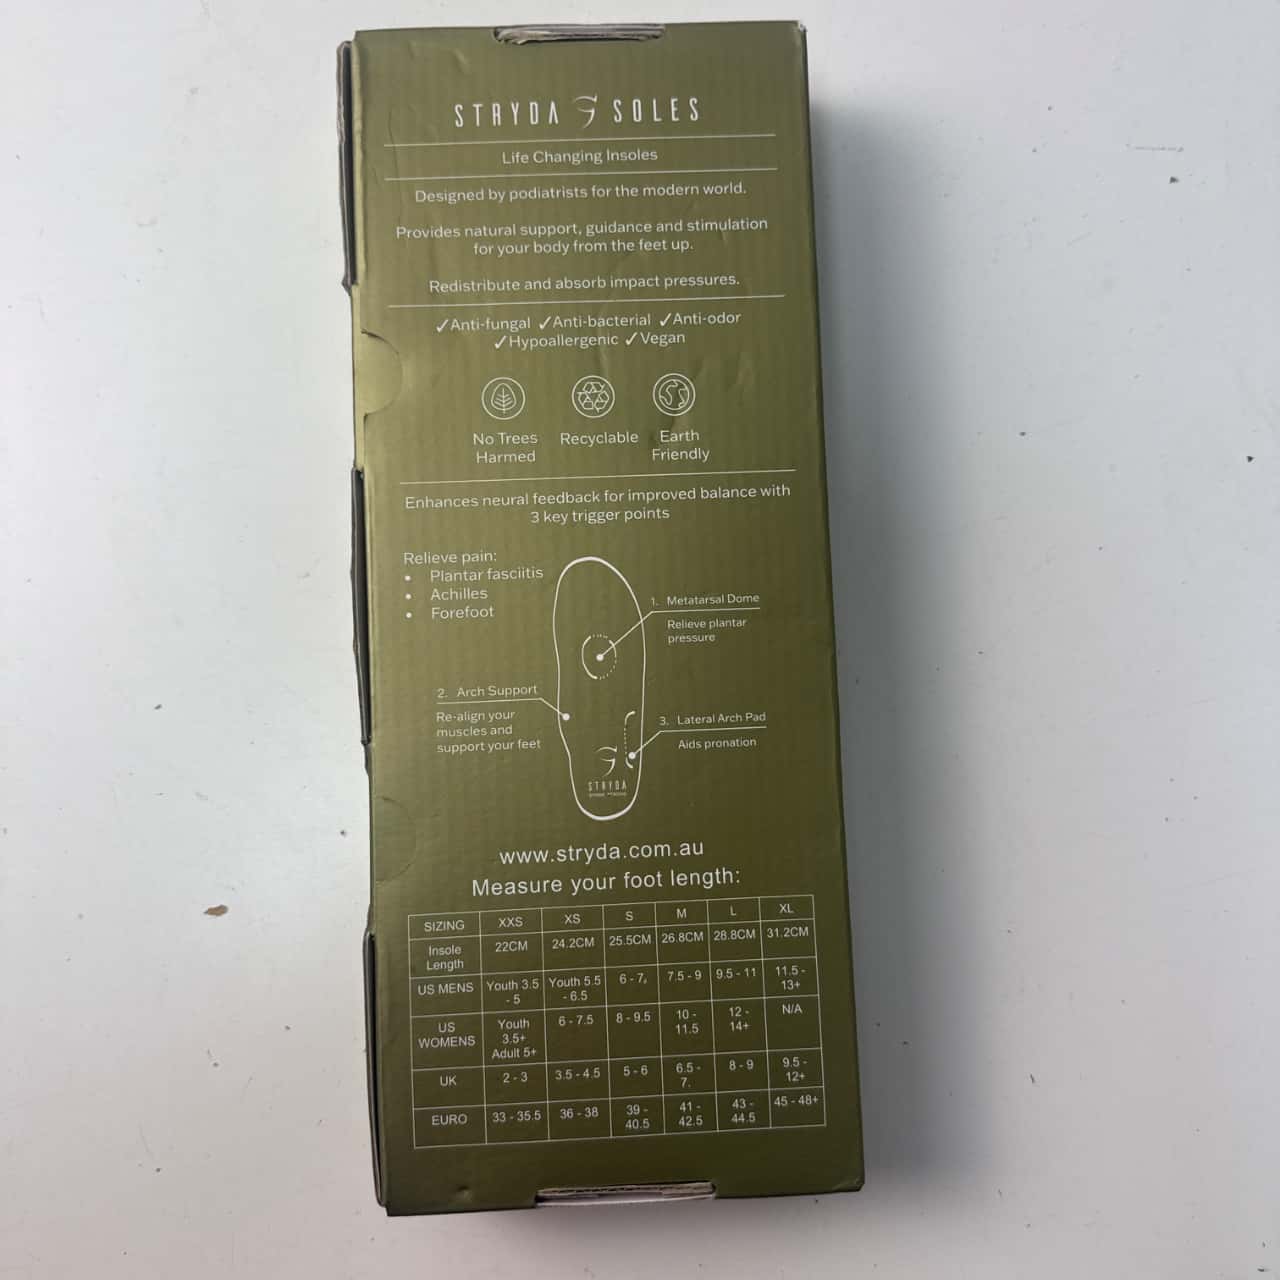 STRYDA SOLES
Life Changing Insoles
Designed by podiatrists for the modern world.
Provides natural support, guidance and stimulation
for your body from the feet up.
Redistribute and absorb impact pressures.
✓Anti-fungal ✓Anti-bacterial ✓Anti-odor
✓Hypoallergenic ✓Vegan
No Trees
Harmed
Recyclable
Earth
Friendly
Enhances neural feedback for improved balance with
3 key trigger points
Relieve pain:
• Plantar fasciitis
• Achilles
• Forefoot
1. Metatarsal Dome
Relieve plantar
pressure
2. Arch Support
Re-align your
muscles and
support your feet
3. Lateral Arch Pad
Aids pronation
STRYDA
www.stryda.com.au
Measure your foot length:
SIZING XXS XS S M L XL
Insole Length 22CM 24.2CM 25.5CM 26.8CM 28.8CM 31.2CM
US MENS Youth 3.5 - 5 Youth 5.5 - 6.5 6 - 7, 7.5 - 9 9.5 - 11 11.5 - 13+
US WOMENS Youth 3.5+ Adult 5+ 6 - 7.5 8 - 9.5 10 - 11.5 12 - 14+ N/A
UK 2 - 3 3.5 - 4.5 5 - 6 6.5 - 7. 8 - 9 9.5 - 12+
EURO 33 - 35.5 36 - 38 39 - 40.5 41 - 42.5 43 - 44.5 45 - 48+